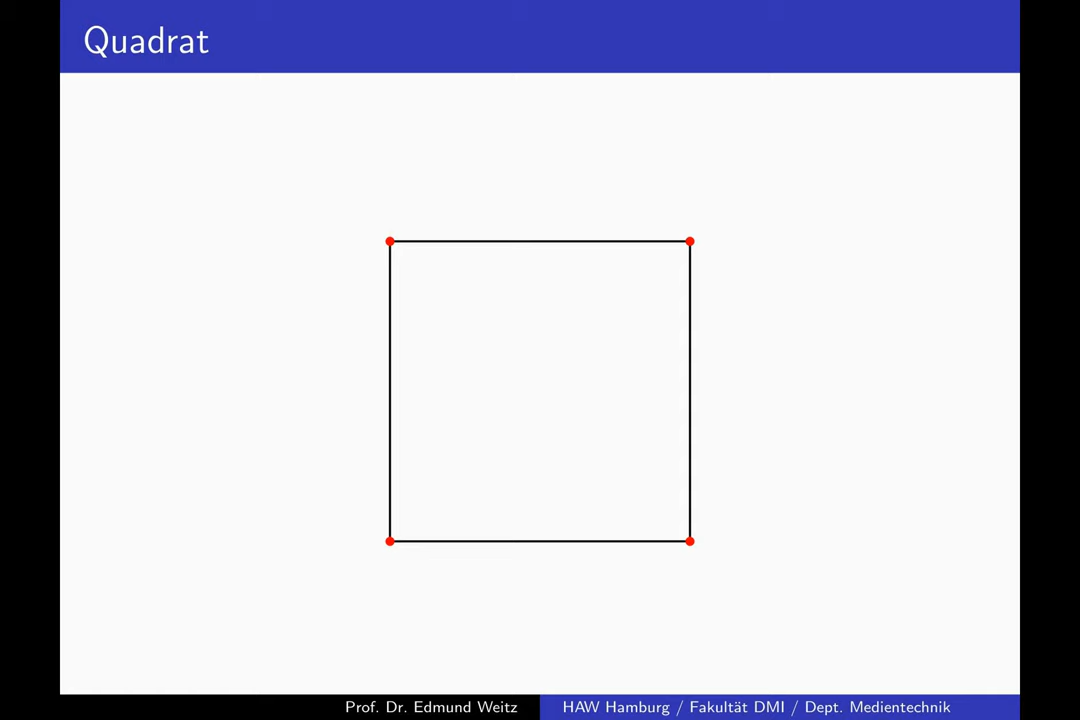 Quadrat
Prof. Dr. Edmund Weitz
HAW Hamburg / Fakultät DMI / Dept. Medientechnik